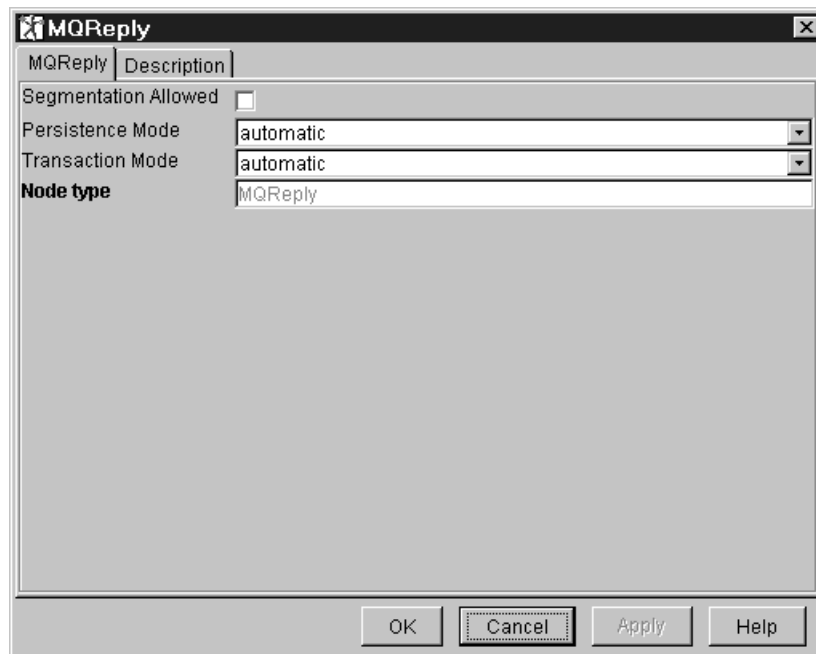 MQReply
MQReply Description
Segmentation Allowed
Persistence Mode automatic
Transaction Mode automatic
Node type MQReply
OK Cancel Apply Help